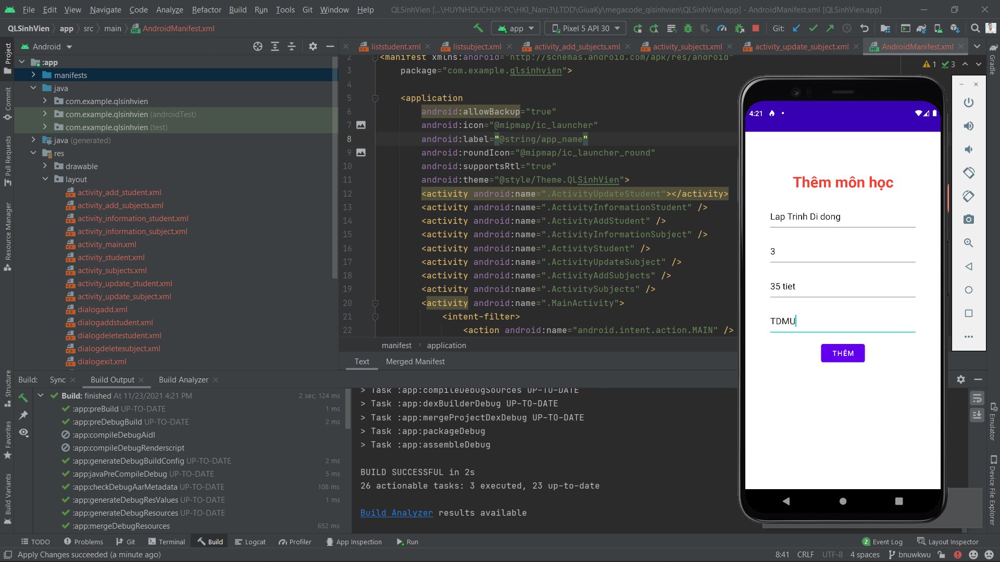 File Edit View Navigate Code Analyze Refactor Build Run Tools Git Window Help QLSinhVien [...\HUYNHDUCHUY-PC\HKI_Nam3\LTDD\GiuaKy\megacode_qlsinhvien\QLSinhVien\app] - AndroidManifest.xml [QLSinhVien.app]
QLSinhVien app src main AndroidManifest.xml app Pixel 5 API 30 Git:
Project
Commit
Pull Requests
Resource Manager
Structure
Favorites
Build Variants
Android
:app
manifests
java
com.example.qlsinhvien
com.example.qlsinhvien (androidTest)
com.example.qlsinhvien (test)
java (generated)
res
drawable
layout
activity_add_student.xml
activity_add_subjects.xml
activity_information_student.xml
activity_information_subject.xml
activity_main.xml
activity_student.xml
activity_subjects.xml
activity_update_student.xml
activity_update_subject.xml
dialogadd.xml
dialogaddstudent.xml
dialogdeletestudent.xml
dialogdeletesubject.xml
dialogexit.xml
liststudent.xml listsubject.xml activity_add_subjects.xml activity_subjects.xml activity_update_subject.xml AndroidManifest.xml
1 3
2 <manifest xmlns:android="http://schemas.android.com/apk/res/android"
3 package="com.example.qlsinhvien">
4
5 <application
6 android:allowBackup="true"
7 android:icon="@mipmap/ic_launcher"
8 android:label="@string/app_name"
9 android:roundIcon="@mipmap/ic_launcher_round"
10 android:supportsRtl="true"
11 android:theme="@style/Theme.QLSinhVien">
12 <activity android:name=".ActivityUpdateStudent"></activity>
13 <activity android:name=".ActivityInformationStudent" />
14 <activity android:name=".ActivityAddStudent" />
15 <activity android:name=".ActivityInformationSubject" />
16 <activity android:name=".ActivityStudent" />
17 <activity android:name=".ActivityUpdateSubject" />
18 <activity android:name=".ActivityAddSubjects" />
19 <activity android:name=".ActivitySubjects" />
20 <activity android:name=".MainActivity">
21 <intent-filter>
22 <action android:name="android.intent.action.MAIN" />
manifest application
Text Merged Manifest
4:21
Thêm môn học
Lap Trinh Di dong
3
35 tiet
TDMU
THÊM
Gradle
Emulator
Device File Explorer
Build: Sync Build Output Build Analyzer
Build: finished At 11/23/2021 4:21 PM 2 sec, 124 ms
:app:preBuild UP-TO-DATE 1 ms
:app:preDebugBuild UP-TO-DATE 2 ms
:app:compileDebugAidl
:app:compileDebugRenderscript
:app:generateDebugBuildConfig UP-TO-DATE 2 ms
:app:javaPreCompileDebug UP-TO-DATE 5 ms
:app:checkDebugAarMetadata UP-TO-DATE 108 ms
:app:generateDebugResValues UP-TO-DATE 1 ms
:app:generateDebugResources UP-TO-DATE
:app:mergeDebugResources 652 ms
> Task :app:compileDebugSources UP-TO-DATE
> Task :app:dexBuilderDebug UP-TO-DATE
> Task :app:mergeProjectDexDebug UP-TO-DATE
> Task :app:packageDebug
> Task :app:assembleDebug
BUILD SUCCESSFUL in 2s
26 actionable tasks: 3 executed, 23 up-to-date
Build Analyzer results available
TODO Problems Git Terminal Build Logcat Profiler App Inspection Run 2 Event Log Layout Inspector
Apply Changes succeeded (a minute ago) 8:41 CRLF UTF-8 4 spaces bnuwkwu